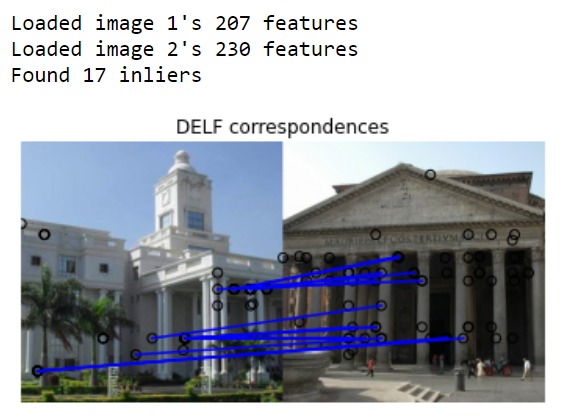 Loaded image 1's 207 features
Loaded image 2's 230 features
Found 17 inliers
DELF correspondences